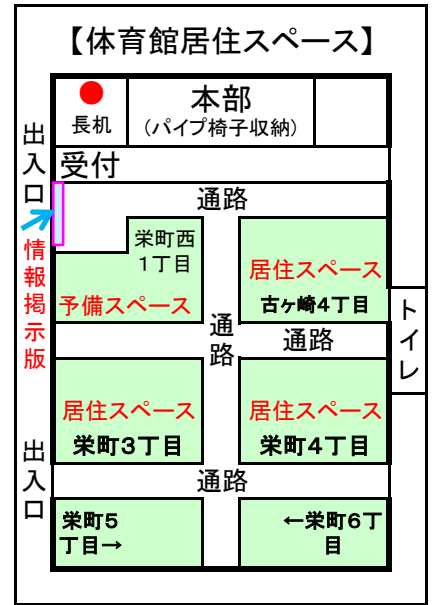 【体育館居住スペース】
本部
長机
(パイプ椅子収納)
受付
出入口
情報掲示版
通路
栄町西
1丁目
予備スペース
居住スペース
古ヶ崎4丁目
通路
通路
トイレ
居住スペース
栄町3丁目
居住スペース
栄町4丁目
出入口
通路
栄町5
丁目→
←栄町6丁
目